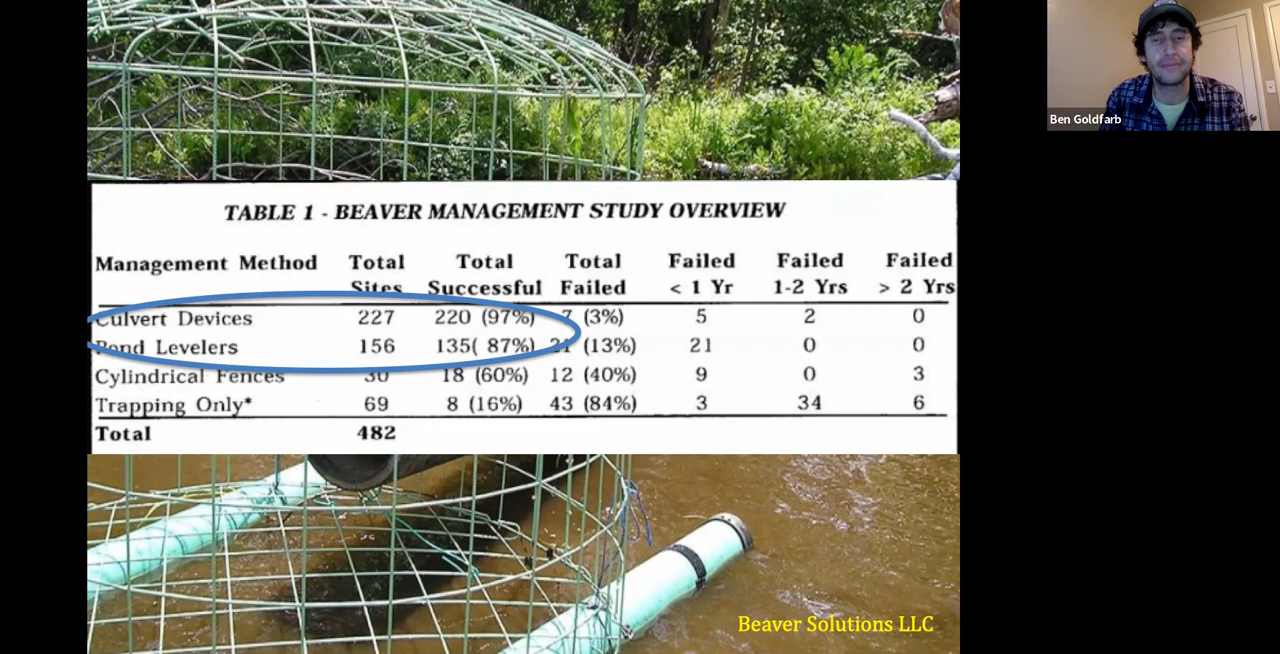 Ben Goldfarb
TABLE 1 - BEAVER MANAGEMENT STUDY OVERVIEW
Management Method Total Total Total Failed Failed Failed
Sites Successful Failed < 1 Yr 1-2 Yrs > 2 Yrs
Culvert Devices 227 220 (97%) 7 (3%) 5 2 0
Pond Levelers 156 135( 87%) 21 (13%) 21 0 0
Cylindrical Fences 30 18 (60%) 12 (40%) 9 0 3
Trapping Only* 69 8 (16%) 43 (84%) 3 34 6
Total 482
Beaver Solutions LLC